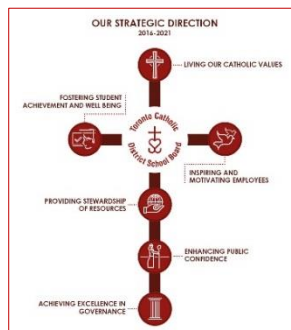 OUR STRATEGIC DIRECTION
2016-2021
LIVING OUR CATHOLIC VALUES
FOSTERING STUDENT
ACHIEVEMENT AND WELL BEING
Toronto Catholic
District School Board
INSPIRING AND
MOTIVATING EMPLOYEES
PROVIDING STEWARDSHIP
OF RESOURCES
ENHANCING PUBLIC
CONFIDENCE
ACHIEVING EXCELLENCE IN
GOVERNANCE